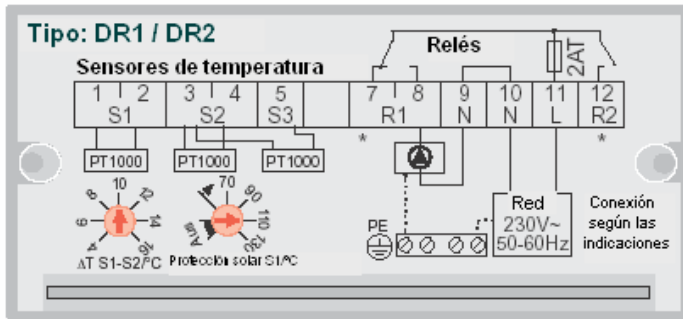 Tipo: DR1 / DR2
Relés
2AT
Sensores de temperatura
1 2 3 4 5 7 8 9 10 11 12
S1 S2 S3 R1 N N L R2
* *
PT1000 PT1000 PT1000
4 6 8 10 12 14 16
ΔT S1-S2/°C
Aus 70 90 110 130
Protección solar S1/°C
PE
Red
230V~
50-60Hz
Conexión
según las
indicaciones